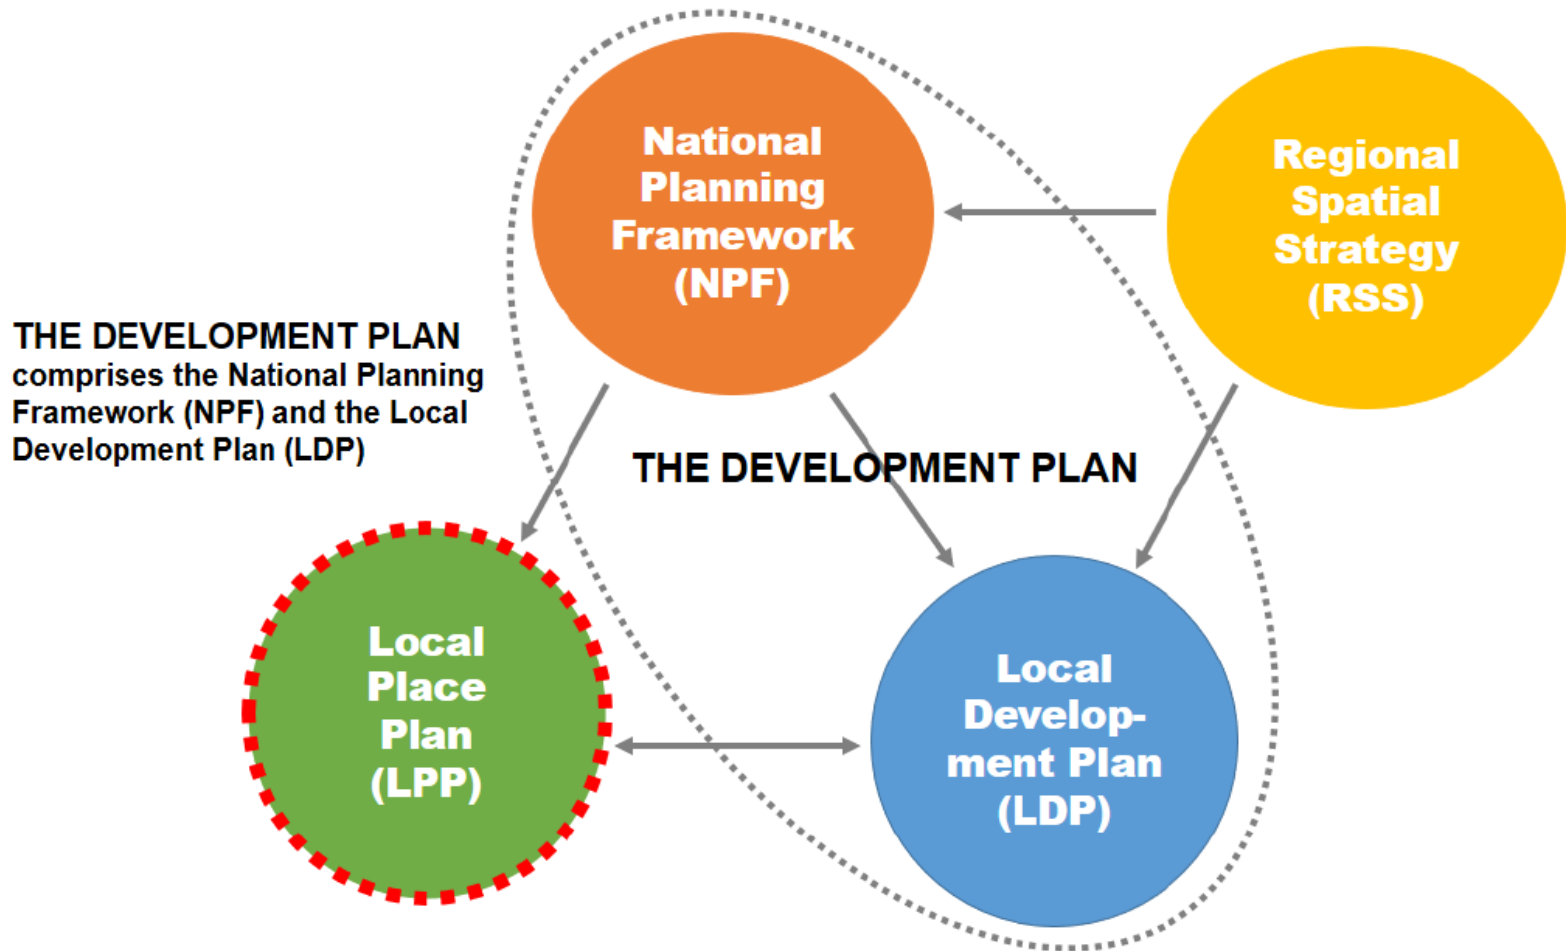 National
Planning
Framework
(NPF)
Regional
Spatial
Strategy
(RSS)
THE DEVELOPMENT PLAN
comprises the National Planning
Framework (NPF) and the Local
Development Plan (LDP)
THE DEVELOPMENT PLAN
Local
Place
Plan
(LPP)
Local
Develop-
ment Plan
(LDP)